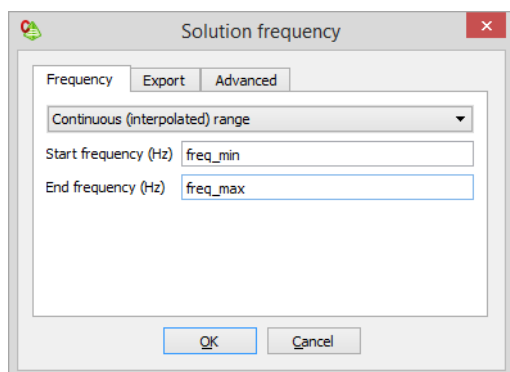 Solution frequency
Frequency Export Advanced
Continuous (interpolated) range
Start frequency (Hz) freq_min
End frequency (Hz) freq_max
OK Cancel